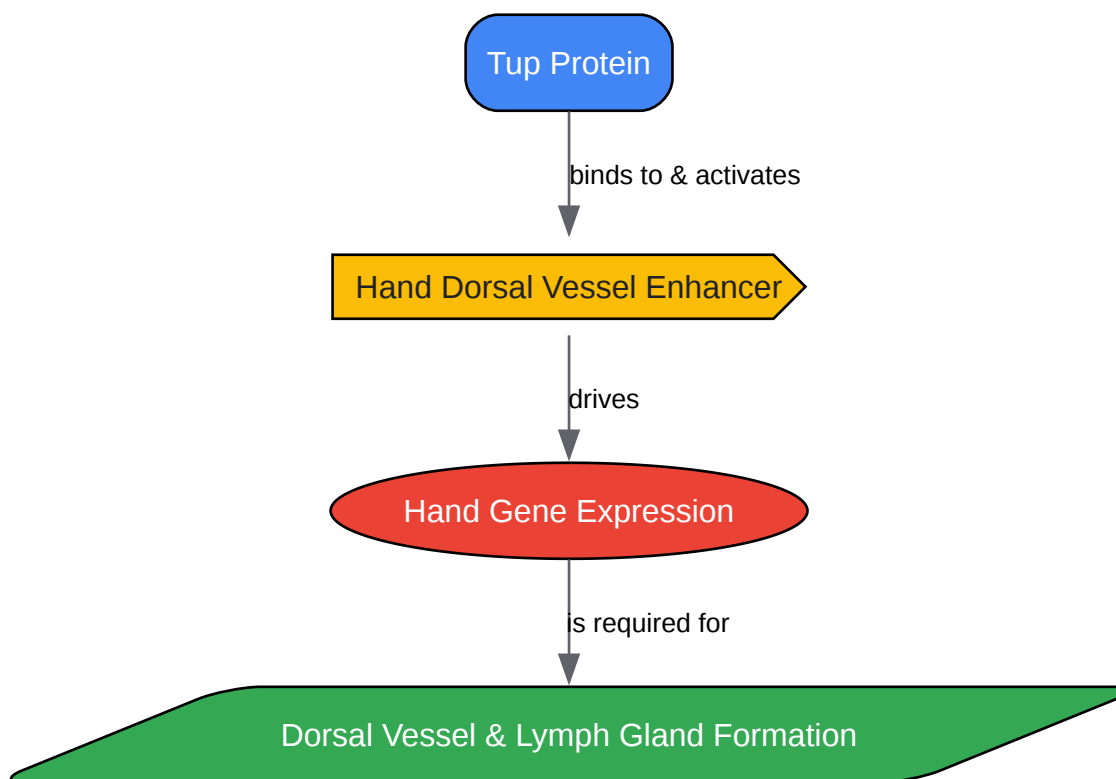 Tup Protein
binds to & activates
Hand Dorsal Vessel Enhancer
drives
Hand Gene Expression
is required for
Dorsal Vessel & Lymph Gland Formation